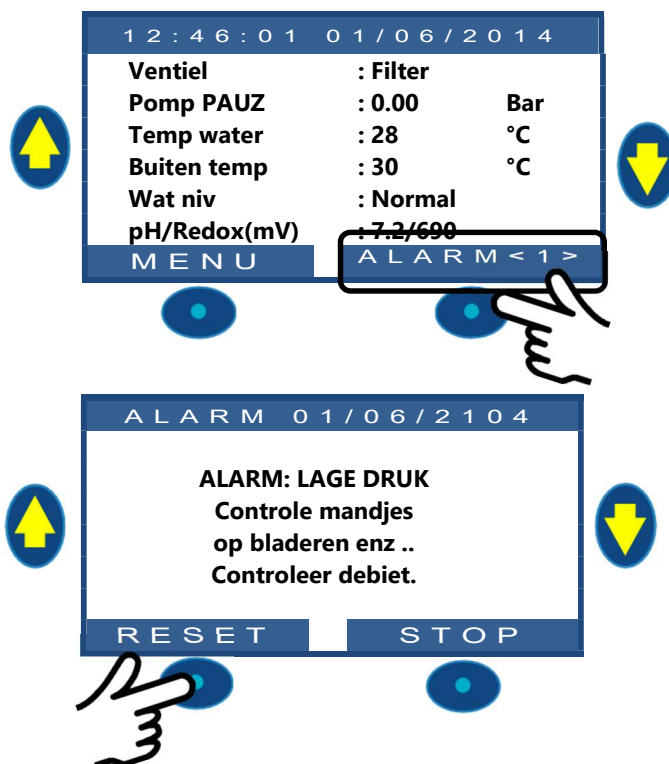 12:46:01 01/06/2014
Ventiel : Filter
Pomp PAUZ : 0.00 Bar
Temp water : 28 °C
Buiten temp : 30 °C
Wat niv : Normal
pH/Redox(mV) : 7.2/690
MENU ALARM<1>
ALARM 01/06/2104
ALARM: LAGE DRUK
Controle mandjes
op bladeren enz ..
Controleer debiet.
RESET STOP